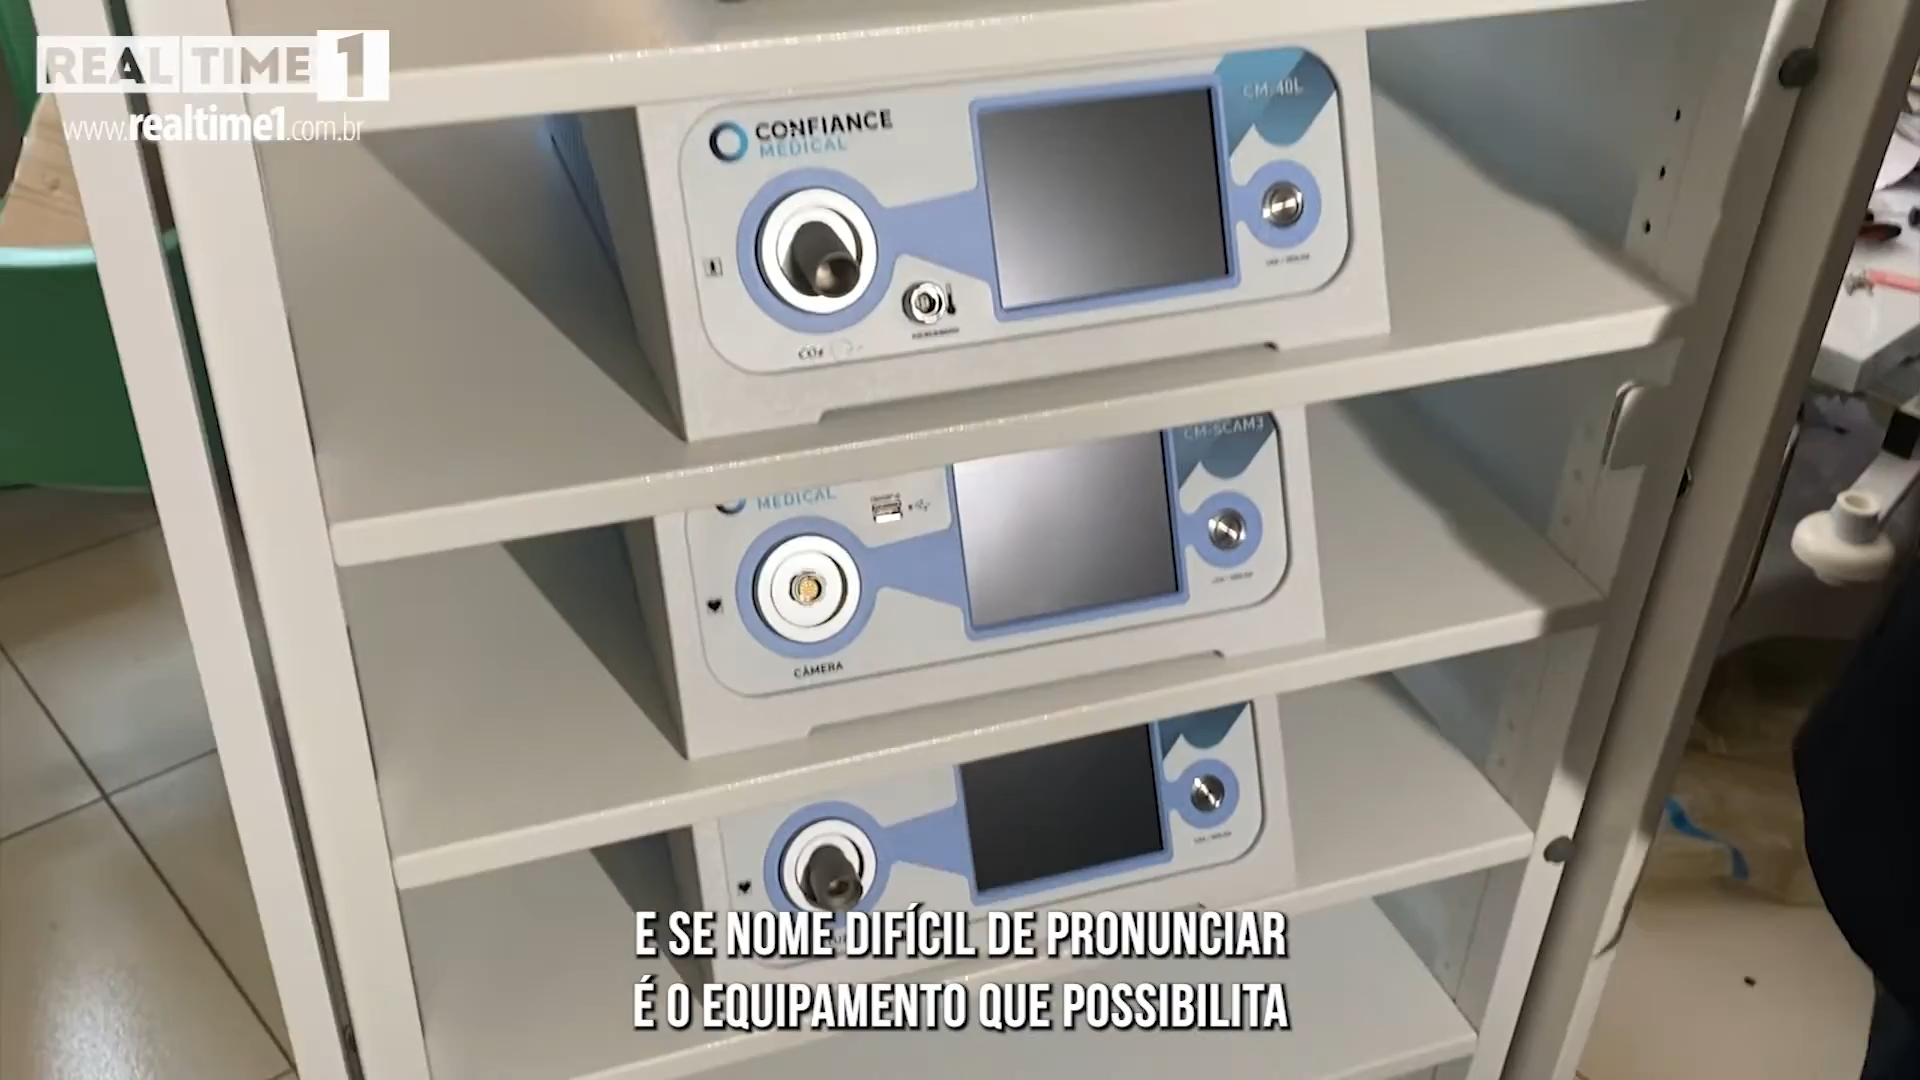 REAL TIME 1
www.realtime1.com.br
CONFIANCE
MEDICAL
CM-40L
CO₂
CM-SCAM3
MEDICAL
CÂMERA
E SE NOME DIFÍCIL DE PRONUNCIAR
É O EQUIPAMENTO QUE POSSIBILITA